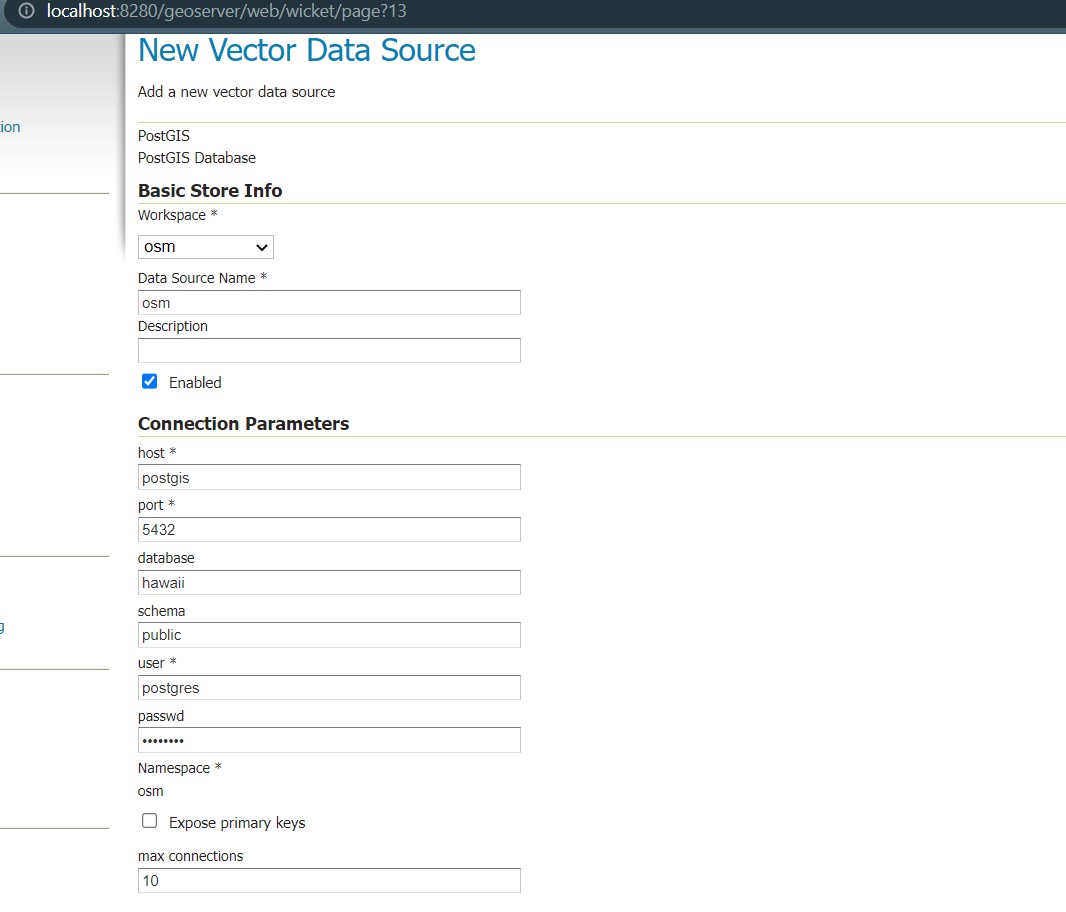 localhost:8280/geoserver/web/wicket/page?13
New Vector Data Source
Add a new vector data source
PostGIS
PostGIS Database
Basic Store Info
Workspace *
osm
Data Source Name *
osm
Description
Enabled
Connection Parameters
host *
postgis
port *
5432
database
hawaii
schema
public
user *
postgres
passwd
••••••••
Namespace *
osm
Expose primary keys
max connections
10